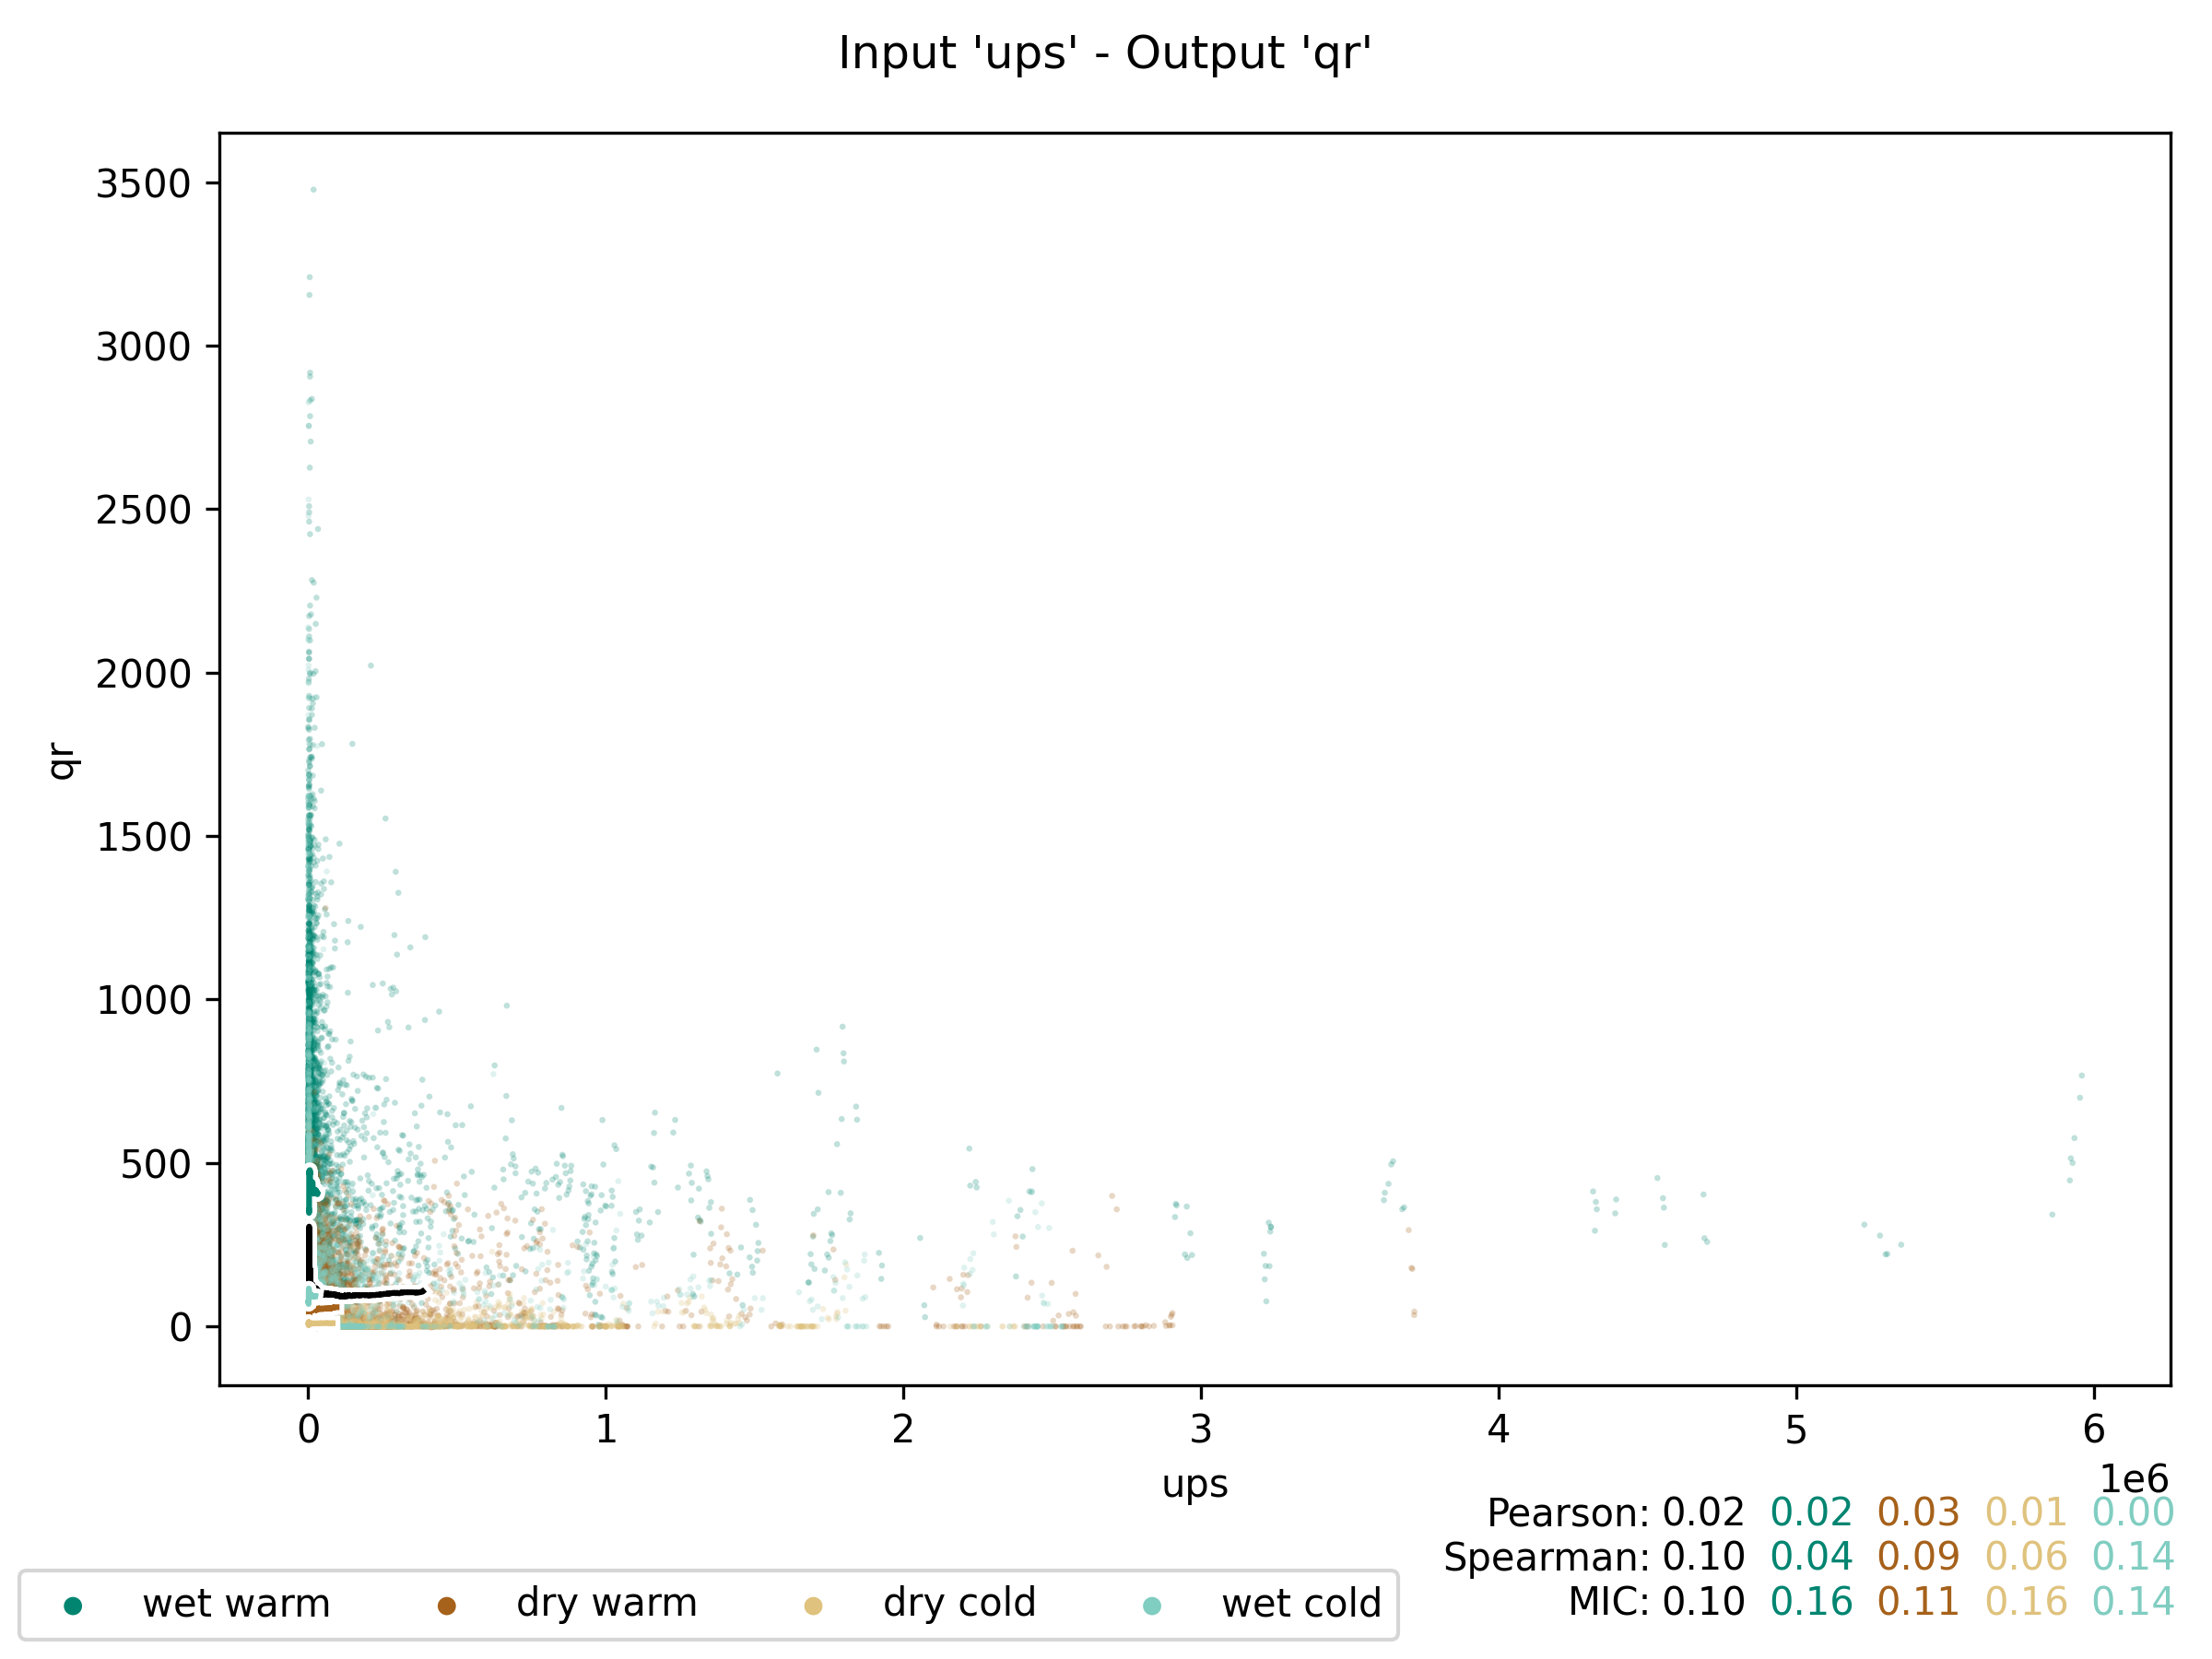 Input 'ups' - Output 'qr'
3500
3000
2500
2000
1500
1000
500
0
qr
0 1 2 3 4 5 6
1e6
ups
Pearson: 0.02 0.02 0.03 0.01 0.00
Spearman: 0.10 0.04 0.09 0.06 0.14
MIC: 0.10 0.16 0.11 0.16 0.14
wet warm dry warm dry cold wet cold